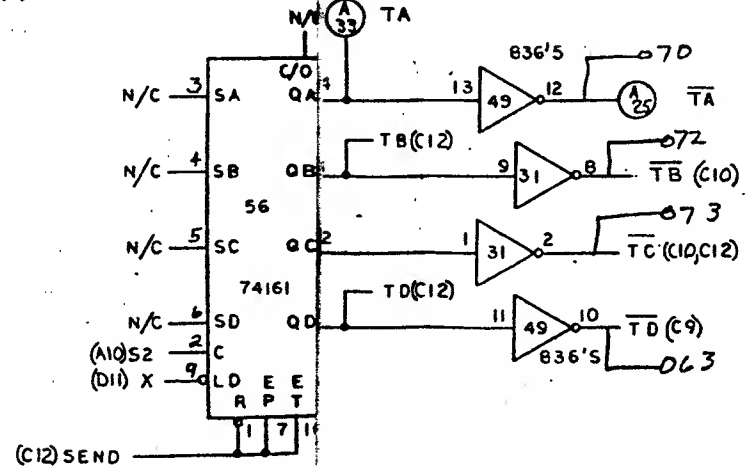 A
33
TA
C/O
836'S
70
N/C 3 SA
QA
13 49 12
A
25
TA
TB(C12)
72
N/C 4 SB
QB
9 31 8
TB (C10)
56
73
N/C 5 SC
QC 2
1 31 2
TC (C10,C12)
74161
TD(C12)
N/C 6 SD
QD
11 49 10
TD (C9)
(A10) S2 2 C
836'S
63
(D11) X 9 LD
E E
R P T
1 7
(C12) SEND